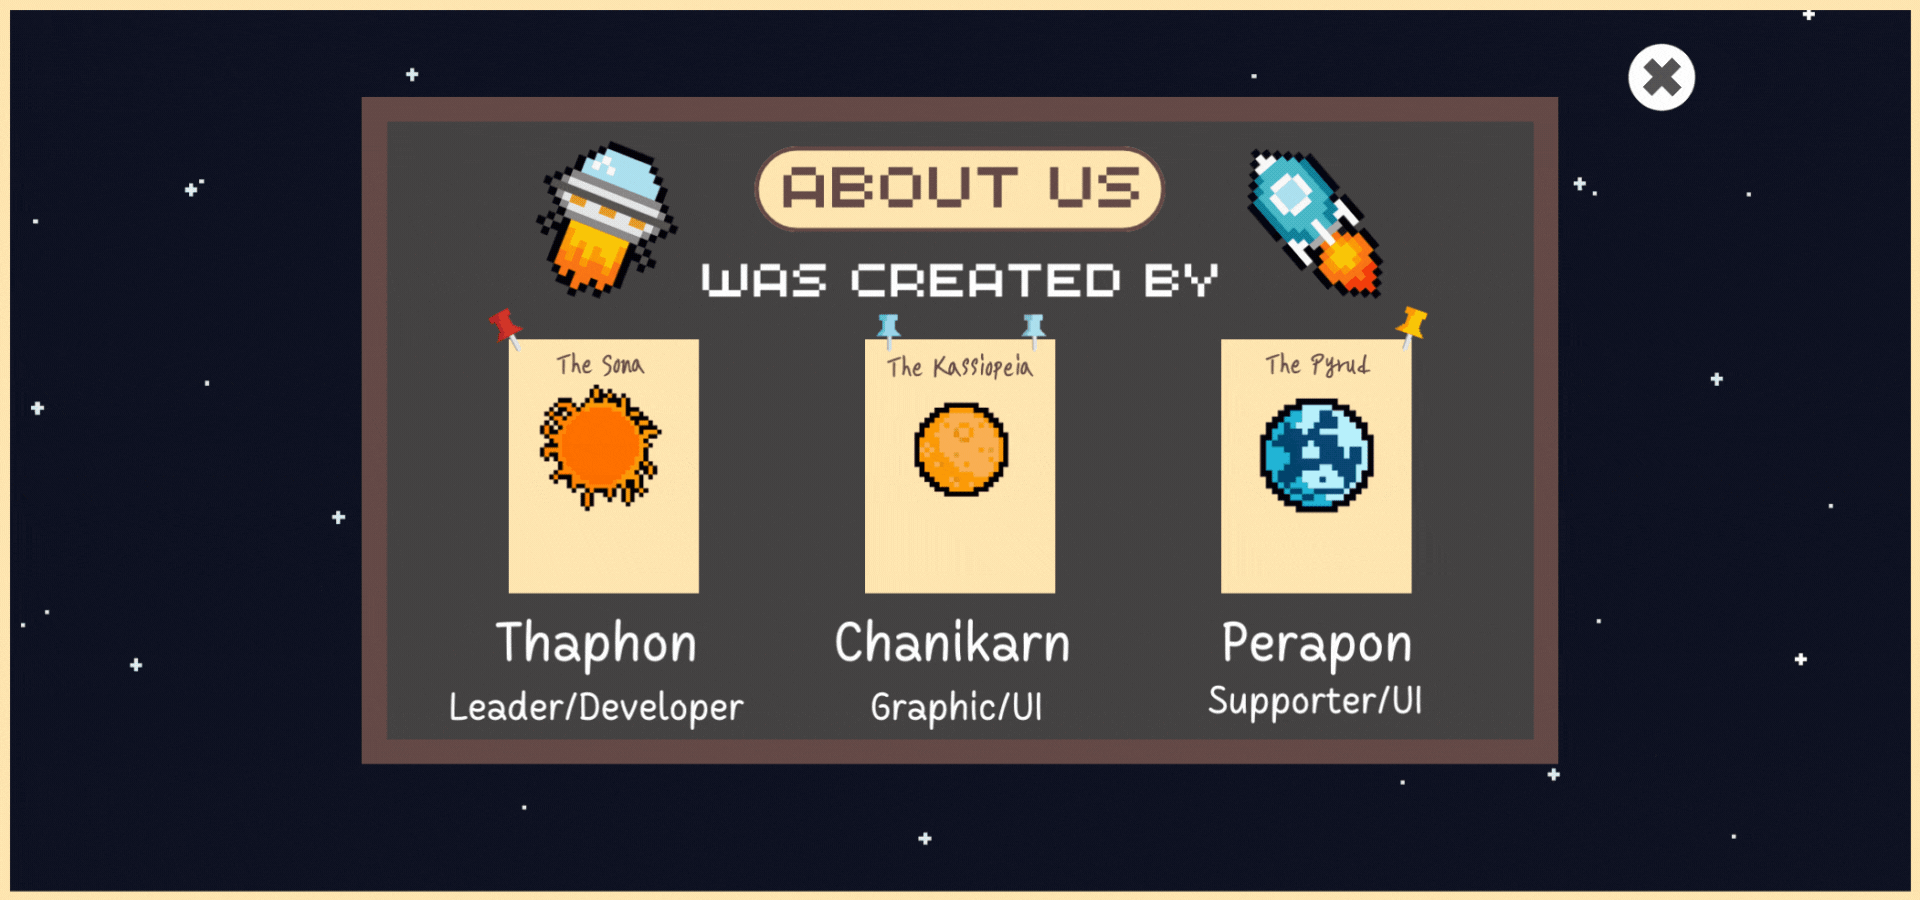 ABOUT US
WAS CREATED BY
The Sona
The Kassiopeia
The Pyrud
Thaphon
Chanikarn
Perapon
Leader/Developer
Graphic/UI
Supporter/UI